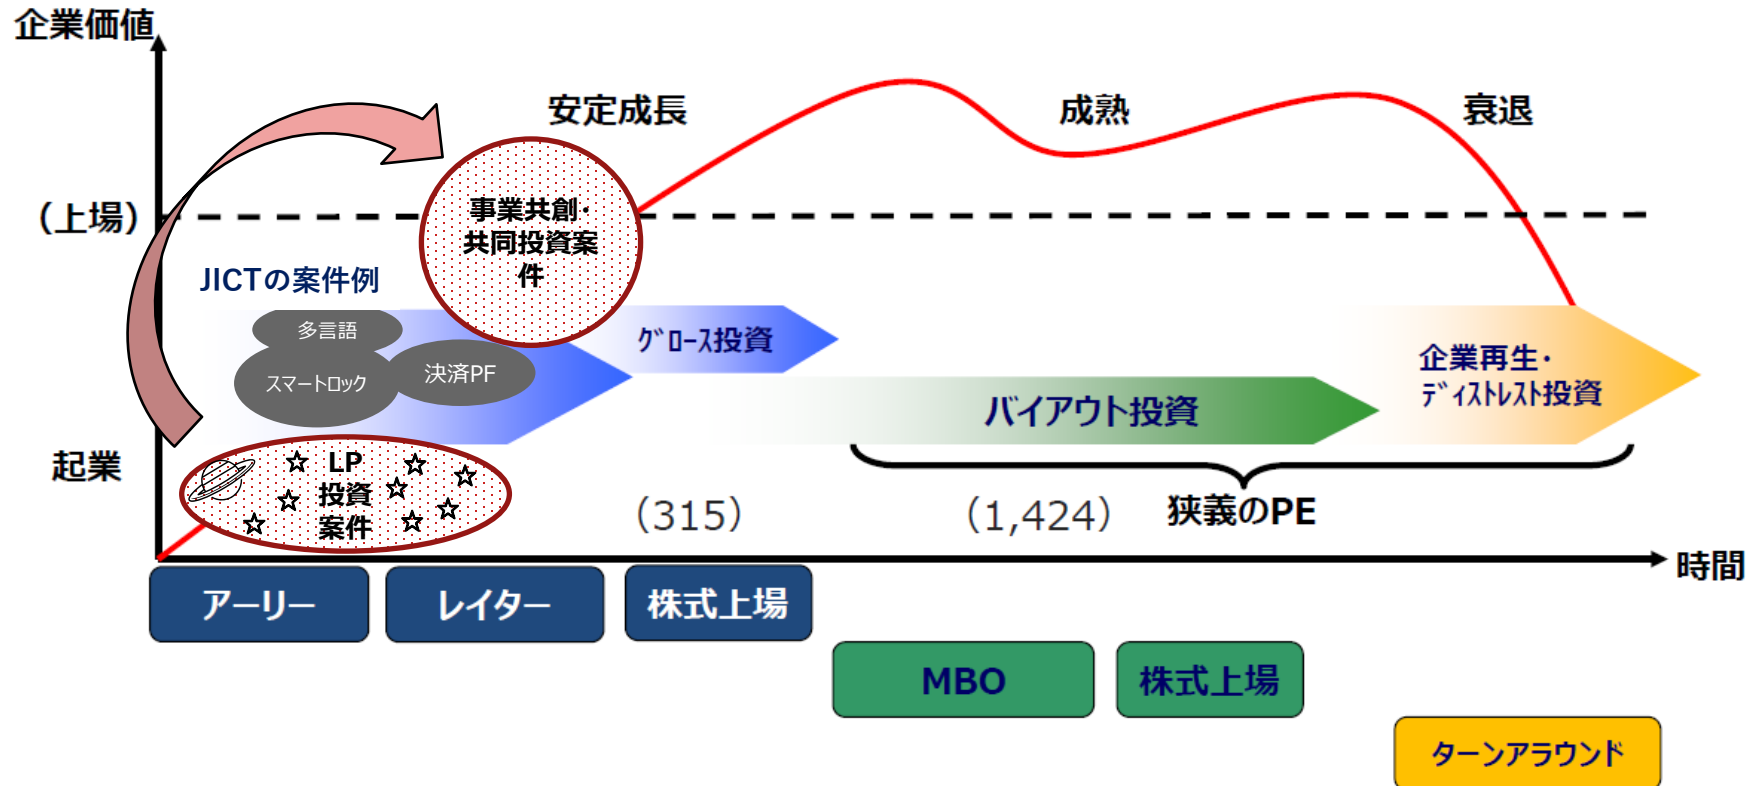 企業価値
安定成長
成熟
衰退
(上場)
事業共創・
共同投資案
件
JICTの案件例
多言語
スマートロック
決済PF
ｸﾞﾛｰｽ投資
バイアウト投資
企業再生・
ﾃﾞｨｽﾄﾚｽﾄ投資
起業
LP
投資
案件
(315)
(1,424)
狭義のPE
時間
アーリー
レイター
株式上場
MBO
株式上場
ターンアラウンド